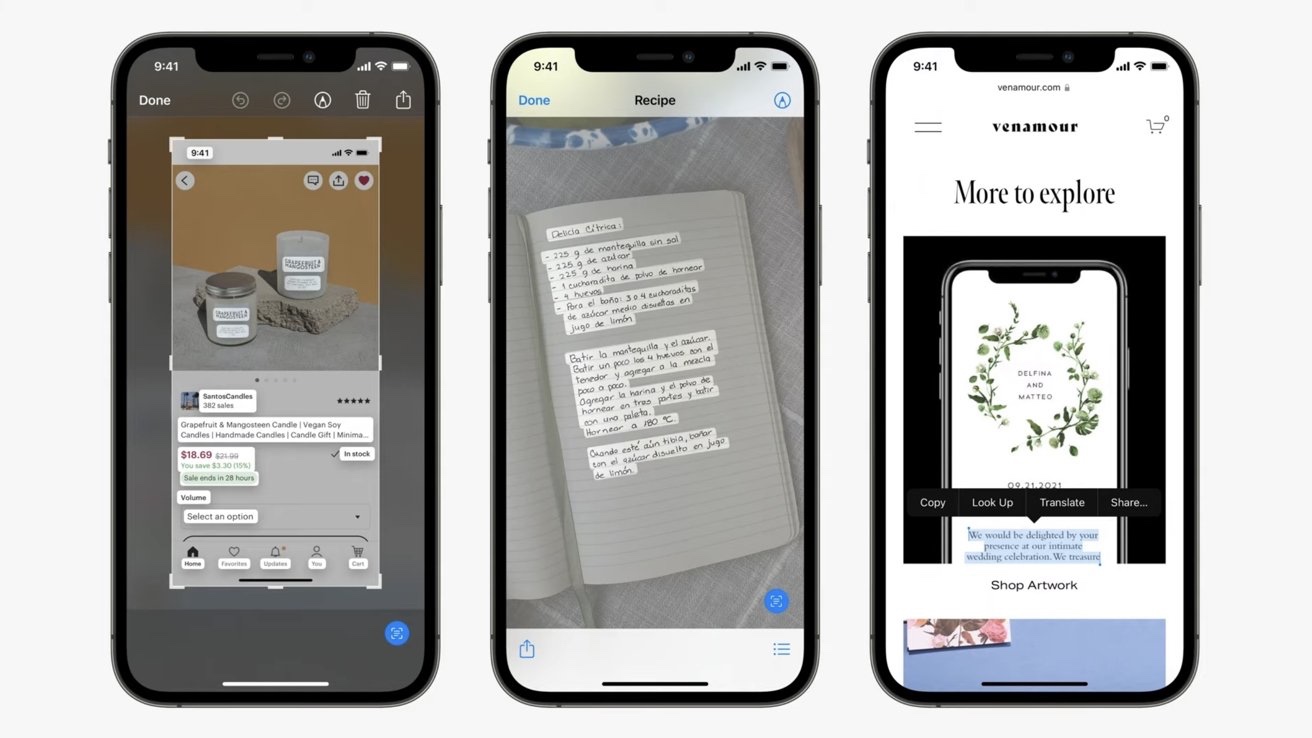 9:41
Done
9:41
GRAPEFRUIT &
MANGOSTEEN
GRAPEFRUIT &
MANGOSTEEN
SantosCandles
382 sales
★★★★★
Grapefruit & Mangosteen Candle | Vegan Soy
Candles | Handmade Candles | Candle Gift | Minima...
$18.69 $21.99
You save $3.30 (15%)
In stock
Sale ends in 28 hours
Volume
Select an option
Home Favorites Updates You Cart
9:41
Done Recipe
Delicia Cítrica:
- 225 g de mantequilla sin sal
- 225 g de azúcar
- 225 g de harina
- 1 cucharadita de polvo de hornear
- 4 huevos
- Para el baño: 3 o 4 cucharaditas
de azúcar medio disueltas en
jugo de limón
Batir la mantequilla y el azúcar.
Batir un poco los 4 huevos con el
tenedor y agregar a la mezcla
poco a poco.
Agregar la harina y el polvo de
hornear en tres partes y batir
con una paleta.
Hornear a 180 °C.
Cuando esté aún tibia, bañar
con el azúcar disuelto en jugo
de limón.
9:41
venamour.com
venamour
0
More to explore
DELFINA
AND
MATTEO
09.21.2021
Copy Look Up Translate Share...
We would be delighted by your
presence at our intimate
wedding celebration. We treasure
Shop Artwork